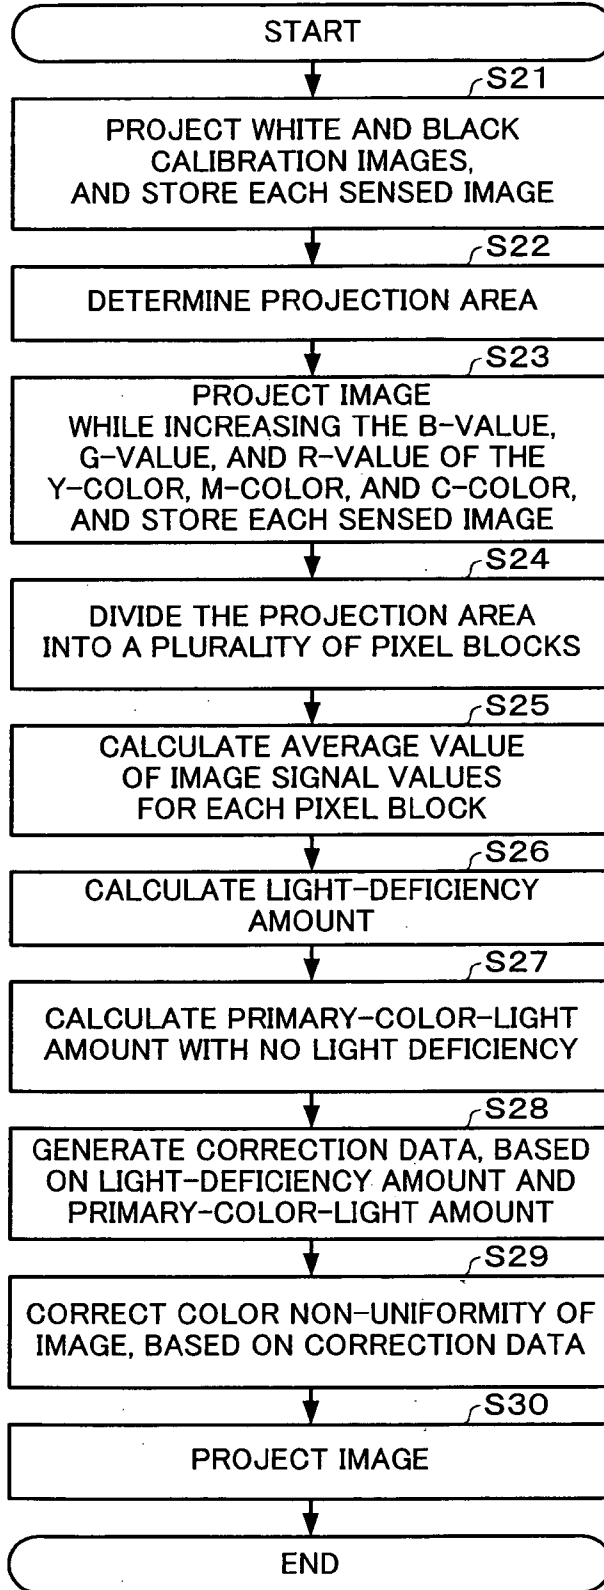 START
S21
PROJECT WHITE AND BLACK
CALIBRATION IMAGES,
AND STORE EACH SENSED IMAGE
S22
DETERMINE PROJECTION AREA
S23
PROJECT IMAGE
WHILE INCREASING THE B-VALUE,
G-VALUE, AND R-VALUE OF THE
Y-COLOR, M-COLOR, AND C-COLOR,
AND STORE EACH SENSED IMAGE
S24
DIVIDE THE PROJECTION AREA
INTO A PLURALITY OF PIXEL BLOCKS
S25
CALCULATE AVERAGE VALUE
OF IMAGE SIGNAL VALUES
FOR EACH PIXEL BLOCK
S26
CALCULATE LIGHT-DEFICIENCY
AMOUNT
S27
CALCULATE PRIMARY-COLOR-LIGHT
AMOUNT WITH NO LIGHT DEFICIENCY
S28
GENERATE CORRECTION DATA, BASED
ON LIGHT-DEFICIENCY AMOUNT AND
PRIMARY-COLOR-LIGHT AMOUNT
S29
CORRECT COLOR NON-UNIFORMITY OF
IMAGE, BASED ON CORRECTION DATA
S30
PROJECT IMAGE
END